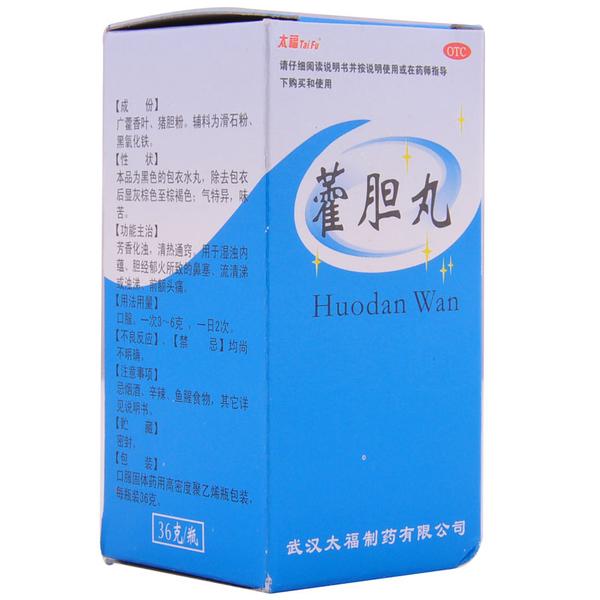 【成 份】
广藿香叶、猪胆粉。辅料为滑石粉、
黑氧化铁。
【性 状】
本品为黑色的包衣水丸，除去包衣
后显灰棕色至棕褐色；气特异，味
苦。
【功能主治】
芳香化浊，清热通窍。用于湿浊内
蕴、胆经郁火所致的鼻塞、流清涕
或浊涕、前额头痛。
【用法用量】
口服。一次3～6克，一日2次。
【不良反应】、【禁 忌】均尚
不明确。
【注意事项】
忌烟酒、辛辣、鱼腥食物，其它详
见说明书。
【贮 藏】
密封。
【包 装】
口服固体药用高密度聚乙烯瓶包装，
每瓶装36克。
36克/瓶
太福TaiFu
OTC
请仔细阅读说明书并按说明使用或在药师指导
下购买和使用
藿胆丸
Huodan Wan
武汉太福制药有限公司